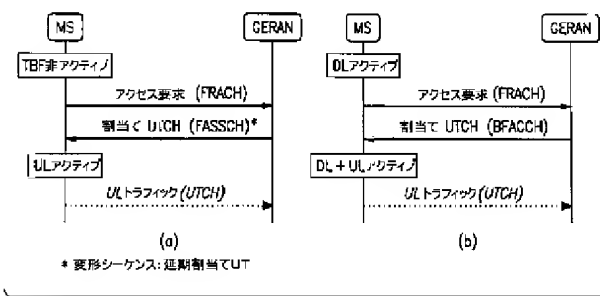 MS
GERAN
TBF非アクティブ
アクセス要求 (FRACH)
割当て UTCH (FASSCH)*
ULアクティブ
ULトラフィック(UTCH)
(a)
* 変形シーケンス: 延期割当てUT
MS
GERAN
DLアクティブ
アクセス要求 (FRACH)
割当て UTCH (BFACCH)
DL+ULアクティブ
ULトラフィック(UTCH)
(b)